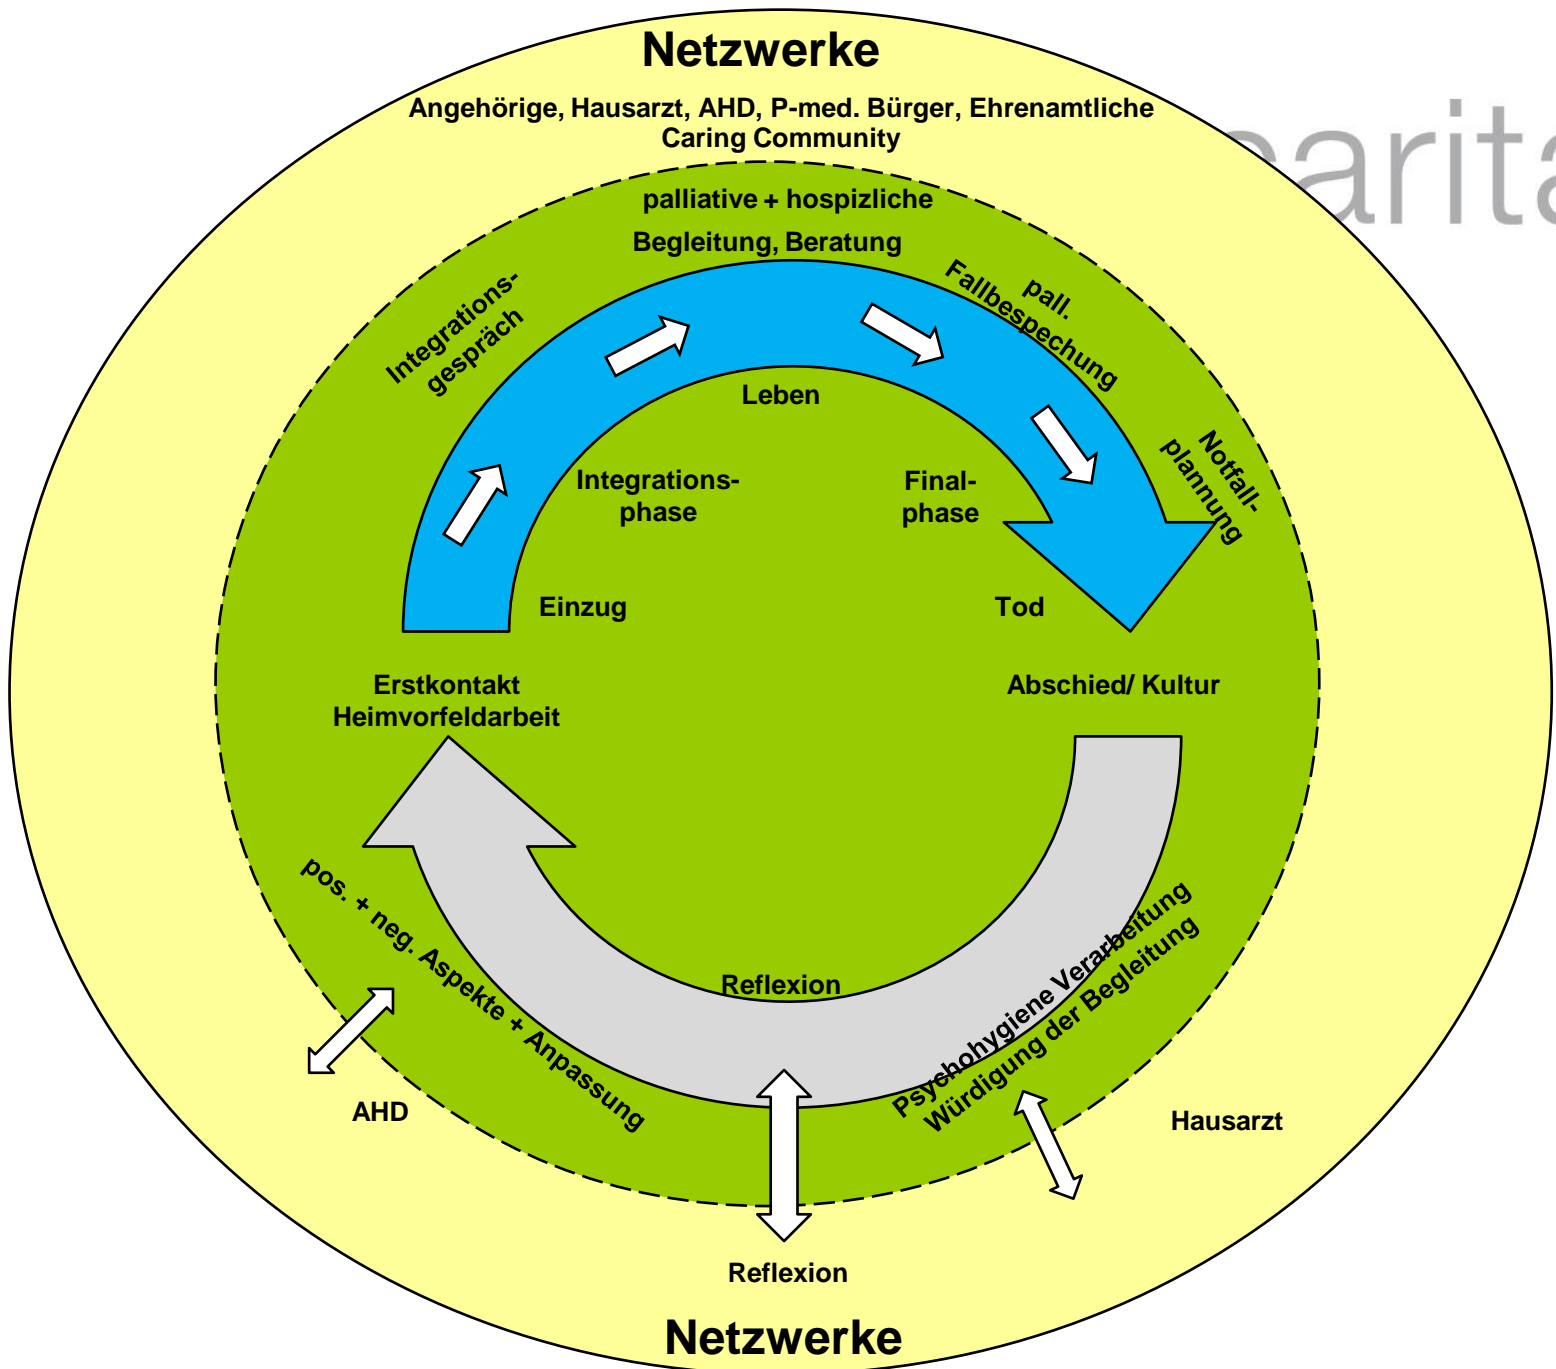 Netzwerke
Angehörige, Hausarzt, AHD, P-med. Bürger, Ehrenamtliche
Caring Community
palliative + hospizliche
Begleitung, Beratung
Integrations-
gespräch
pall.
Fallbespechung
Notfall-
plannung
Leben
Integrations-
phase
Final-
phase
Einzug
Tod
Erstkontakt
Heimvorfeldarbeit
Abschied/ Kultur
pos. + neg. Aspekte + Anpassung
Reflexion
Psychohygiene Verarbeitung
Würdigung der Begleitung
AHD
Hausarzt
Reflexion
Netzwerke